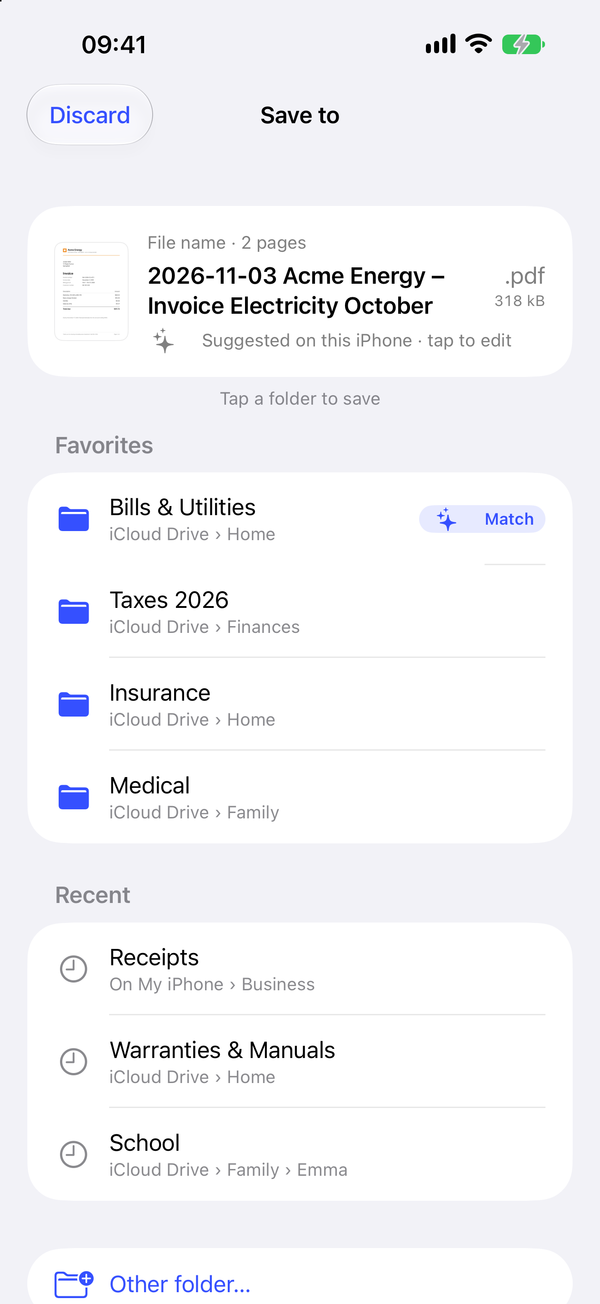 09:41
Discard
Save to
File name · 2 pages
2026-11-03 Acme Energy –
Invoice Electricity October
.pdf
318 kB
Suggested on this iPhone · tap to edit
Tap a folder to save
Favorites
Bills & Utilities
iCloud Drive › Home
Match
Taxes 2026
iCloud Drive › Finances
Insurance
iCloud Drive › Home
Medical
iCloud Drive › Family
Recent
Receipts
On My iPhone › Business
Warranties & Manuals
iCloud Drive › Home
School
iCloud Drive › Family › Emma
Other folder...